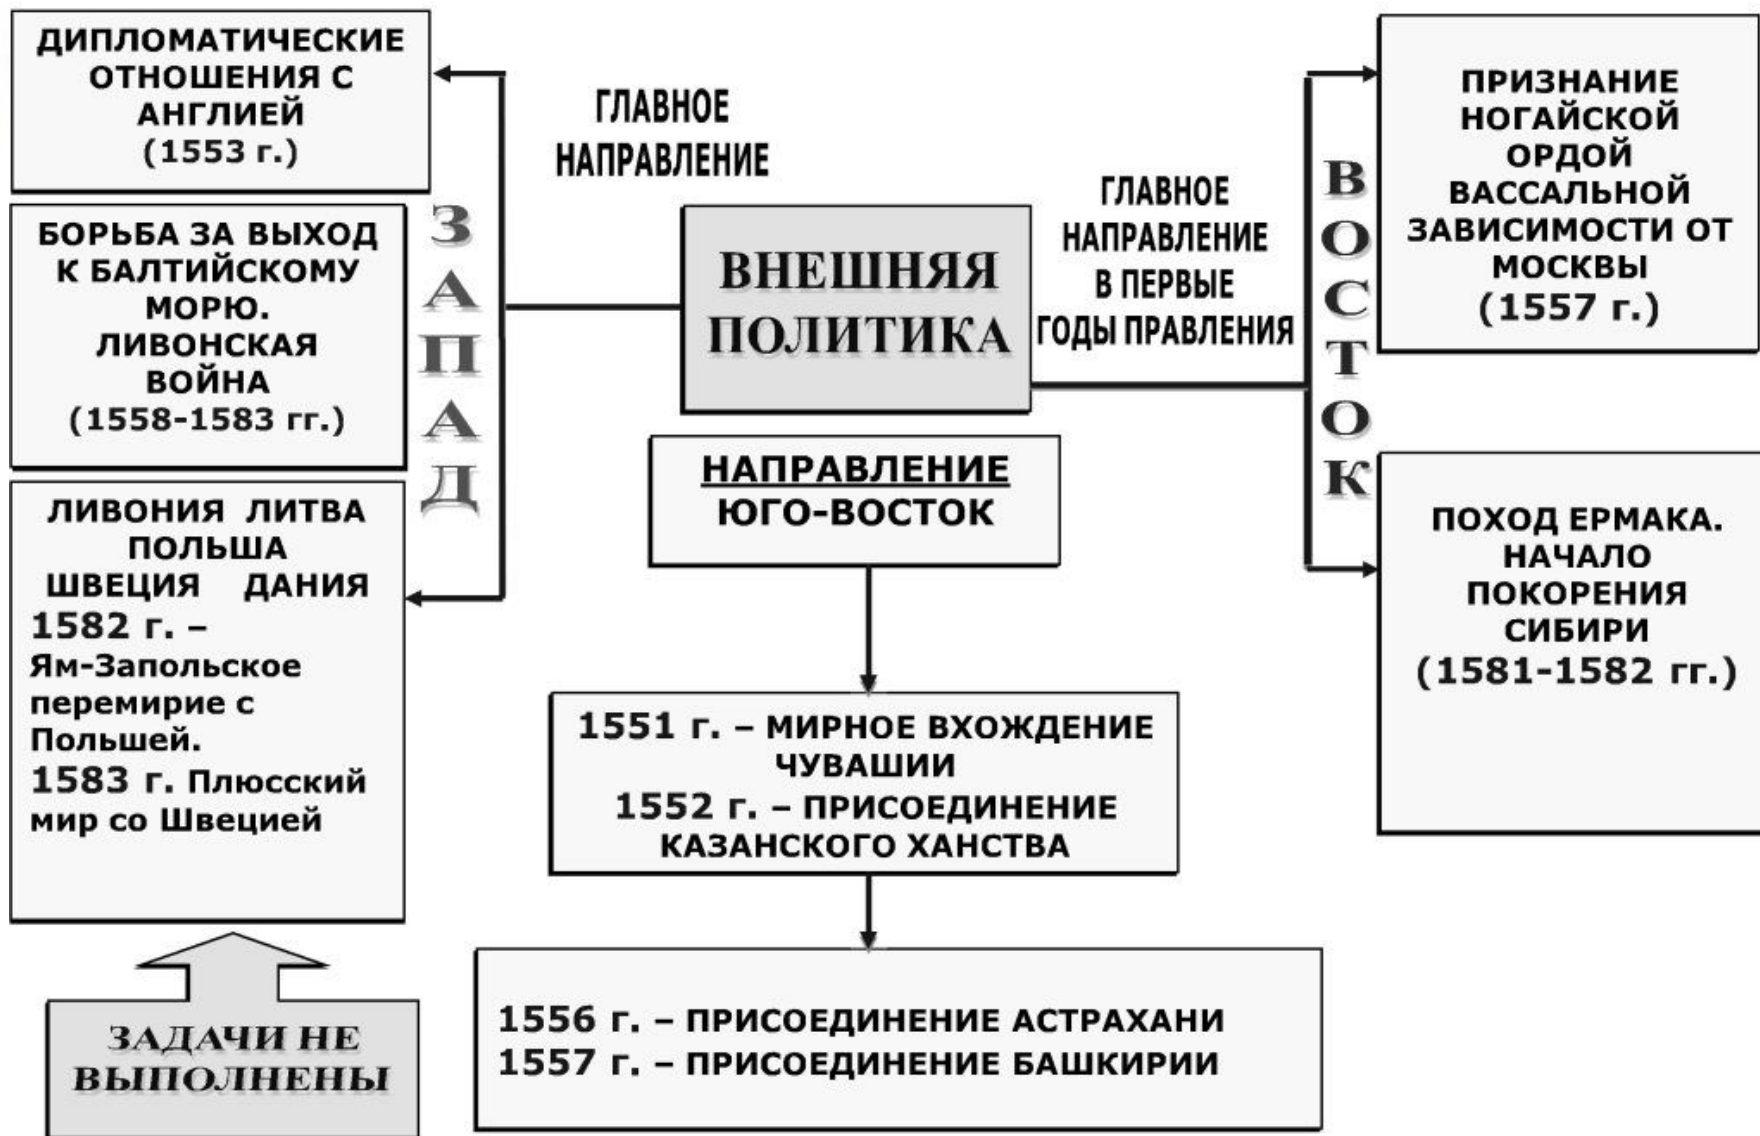 ДИПЛОМАТИЧЕСКИЕ
ОТНОШЕНИЯ С
АНГЛИЕЙ
(1553 г.)
БОРЬБА ЗА ВЫХОД
К БАЛТИЙСКОМУ
МОРЮ.
ЛИВОНСКАЯ
ВОЙНА
(1558-1583 гг.)
ЛИВОНИЯ ЛИТВА
ПОЛЬША
ШВЕЦИЯ ДАНИЯ
1582 г. –
Ям-Запольское
перемирие с
Польшей.
1583 г. Плюсский
мир со Швецией
ЗАДАЧИ НЕ
ВЫПОЛНЕНЫ
ЗАПАД
ГЛАВНОЕ
НАПРАВЛЕНИЕ
ВНЕШНЯЯ
ПОЛИТИКА
НАПРАВЛЕНИЕ
ЮГО-ВОСТОК
1551 г. – МИРНОЕ ВХОЖДЕНИЕ
ЧУВАШИИ
1552 г. – ПРИСОЕДИНЕНИЕ
КАЗАНСКОГО ХАНСТВА
1556 г. – ПРИСОЕДИНЕНИЕ АСТРАХАНИ
1557 г. – ПРИСОЕДИНЕНИЕ БАШКИРИИ
ГЛАВНОЕ
НАПРАВЛЕНИЕ
В ПЕРВЫЕ
ГОДЫ ПРАВЛЕНИЯ
ВОСТОК
ПРИЗНАНИЕ
НОГАЙСКОЙ
ОРДОЙ
ВАССАЛЬНОЙ
ЗАВИСИМОСТИ ОТ
МОСКВЫ
(1557 г.)
ПОХОД ЕРМАКА.
НАЧАЛО
ПОКОРЕНИЯ
СИБИРИ
(1581-1582 гг.)